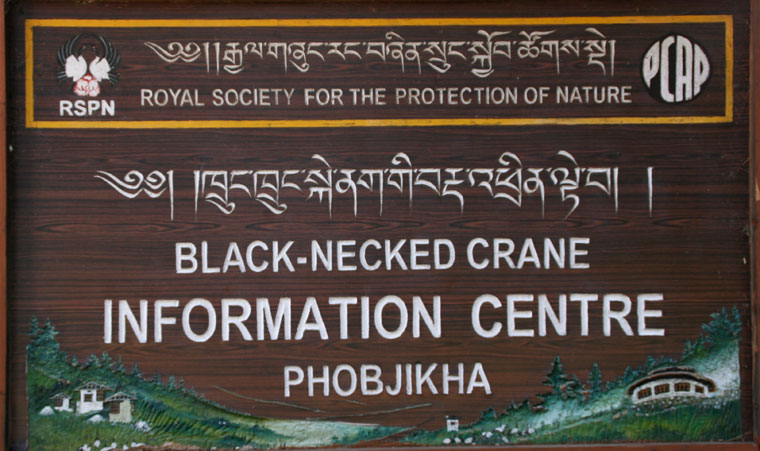 ༄༅།།རྒྱལ་གཞུང་རང་བཞིན་སྲུང་སྐྱོབ་ཚོགས་སྡེ།
RSPN
ROYAL SOCIETY FOR THE PROTECTION OF NATURE
PCAP
༄༅། །ཁྲུང་ཁྲུང་སྐེ་ནག་གི་བརྡ་འཕྲིན་ལྟེ་བ། །
BLACK-NECKED CRANE
INFORMATION CENTRE
PHOBJIKHA